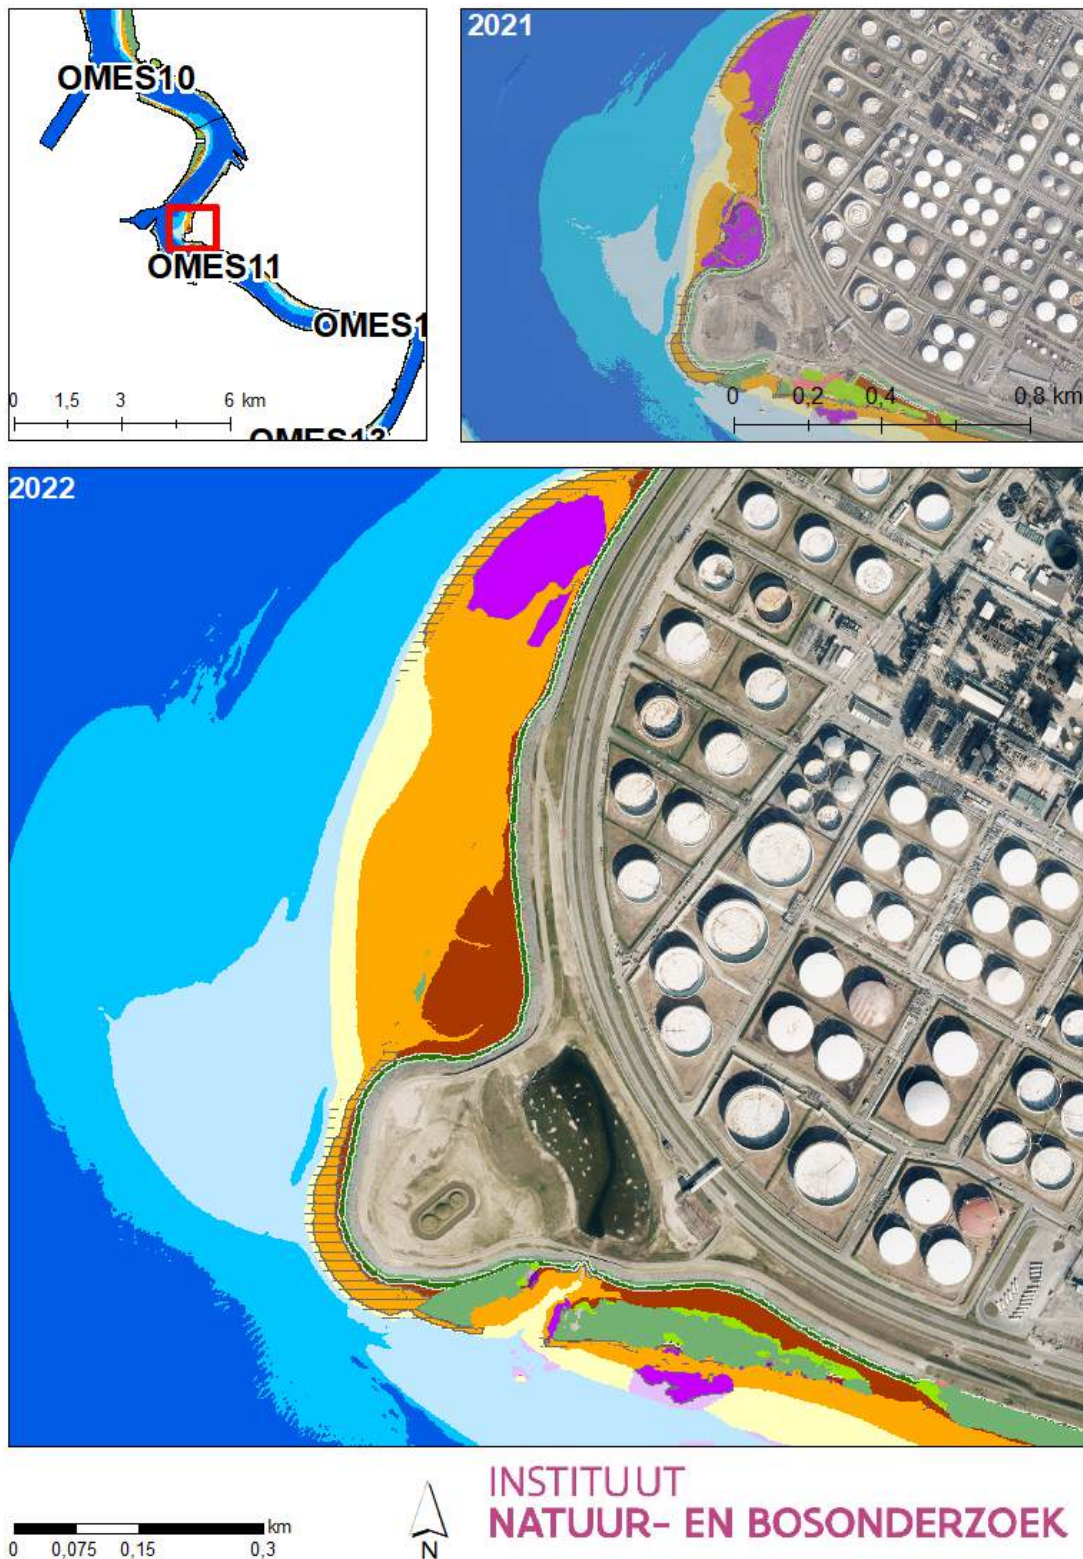 OMES10
OMES11
OMES1
OMES13
0 1,5 3 6 km
2021
0 0,2 0,4 0,8 km
2022
km
0 0,075 0,15 0,3
N
INSTITUUT
NATUUR- EN BOSONDERZOEK